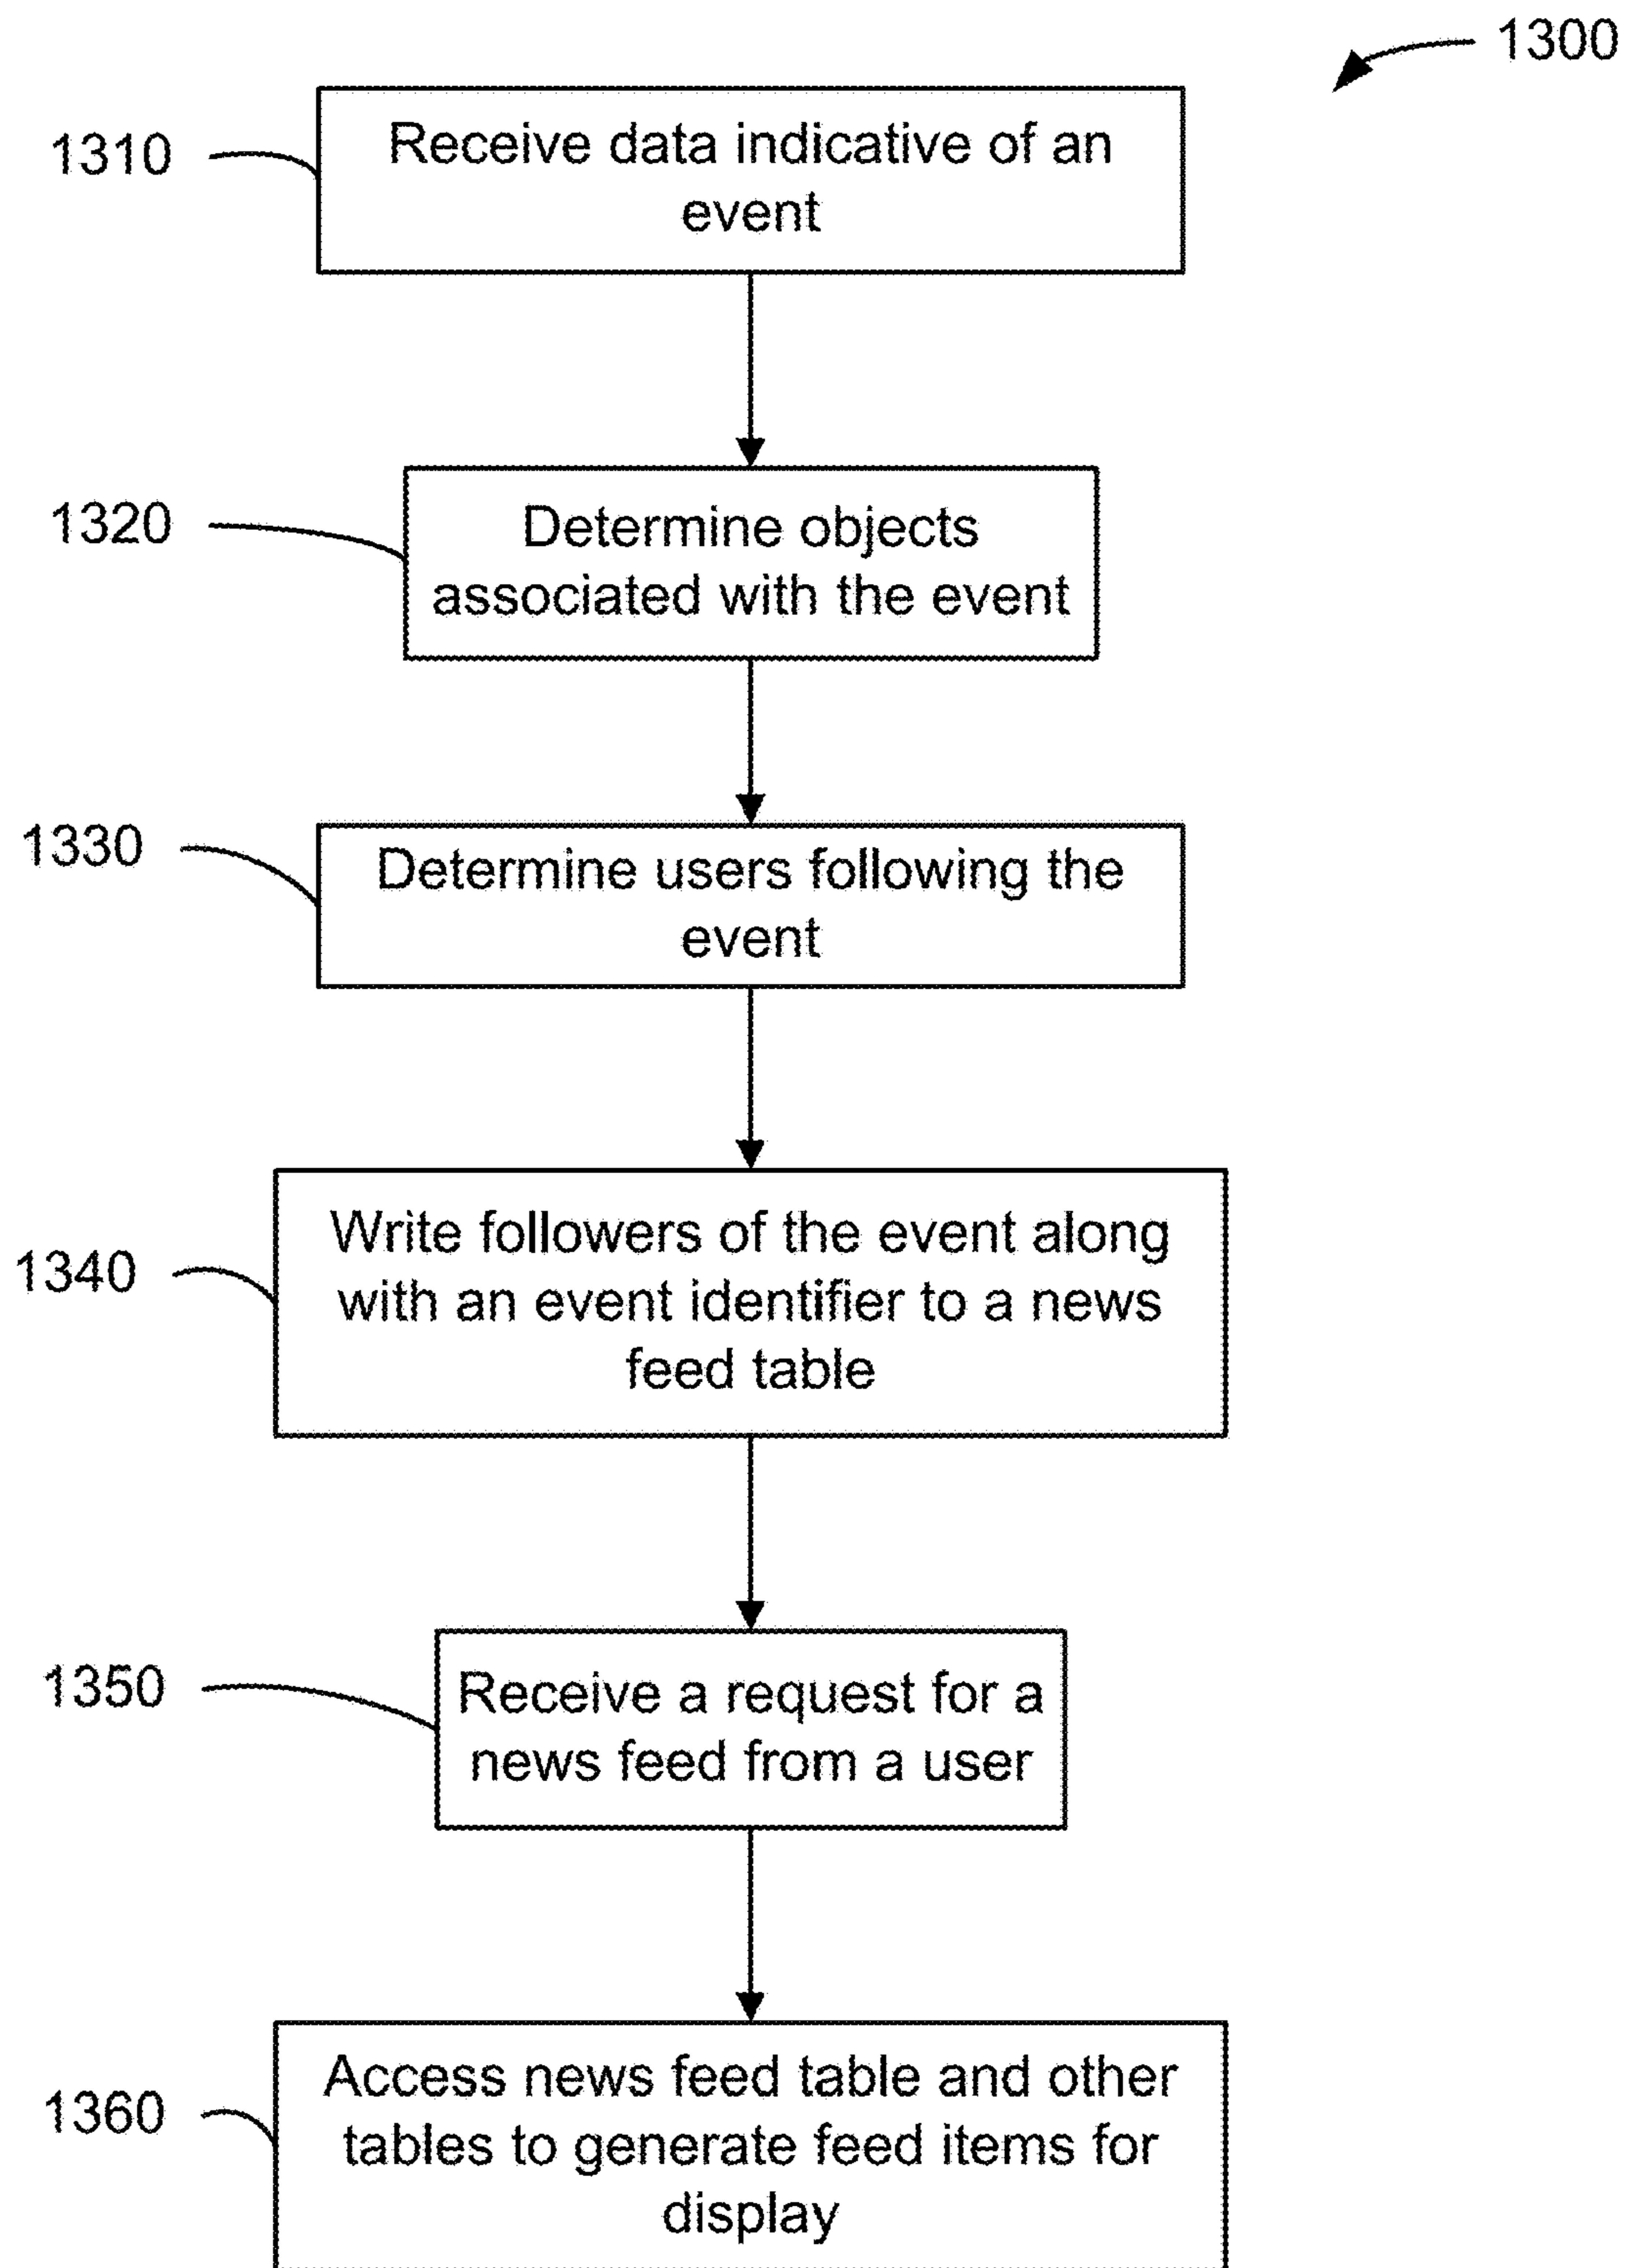 1300
1310
Receive data indicative of an
event
1320
Determine objects
associated with the event
1330
Determine users following the
event
1340
Write followers of the event along
with an event identifier to a news
feed table
1350
Receive a request for a
news feed from a user
1360
Access news feed table and other
tables to generate feed items for
display